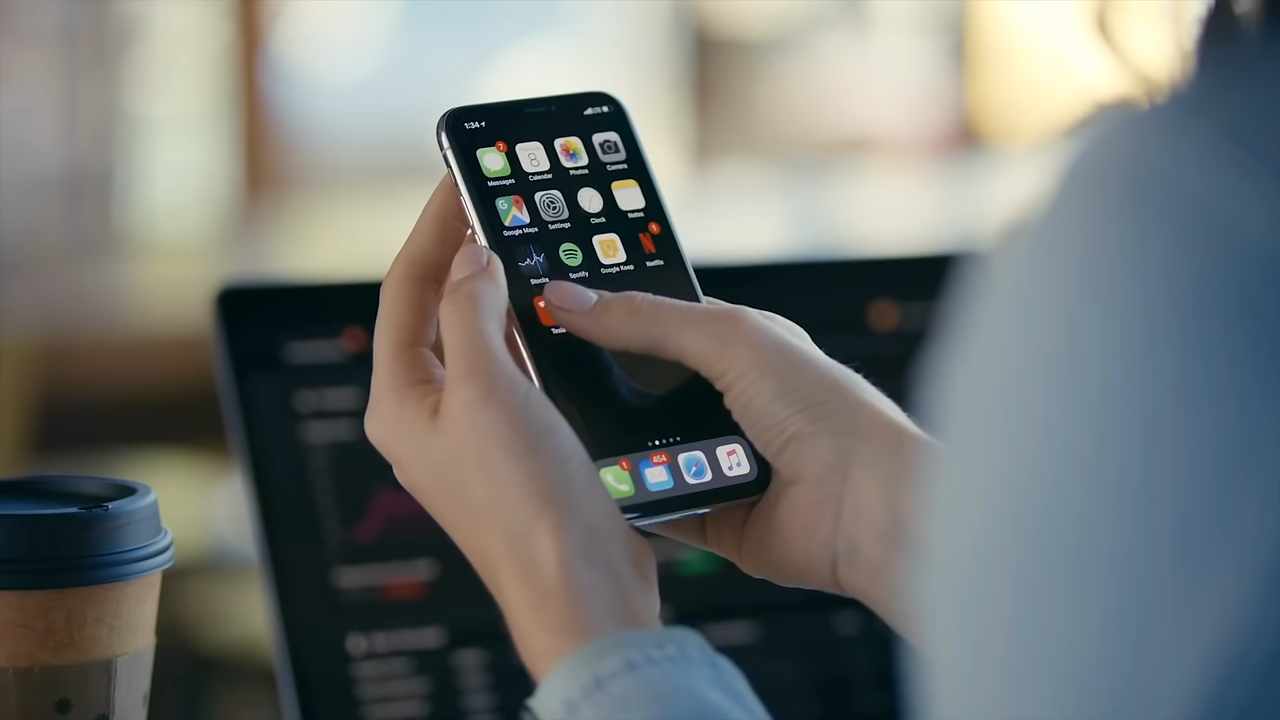 1:34
7
Messages
Calendar
Photos
Camera
8
Google Maps
Settings
Clock
Notes
1
Stocks
Spotify
Google Keep
Netflix
1
454